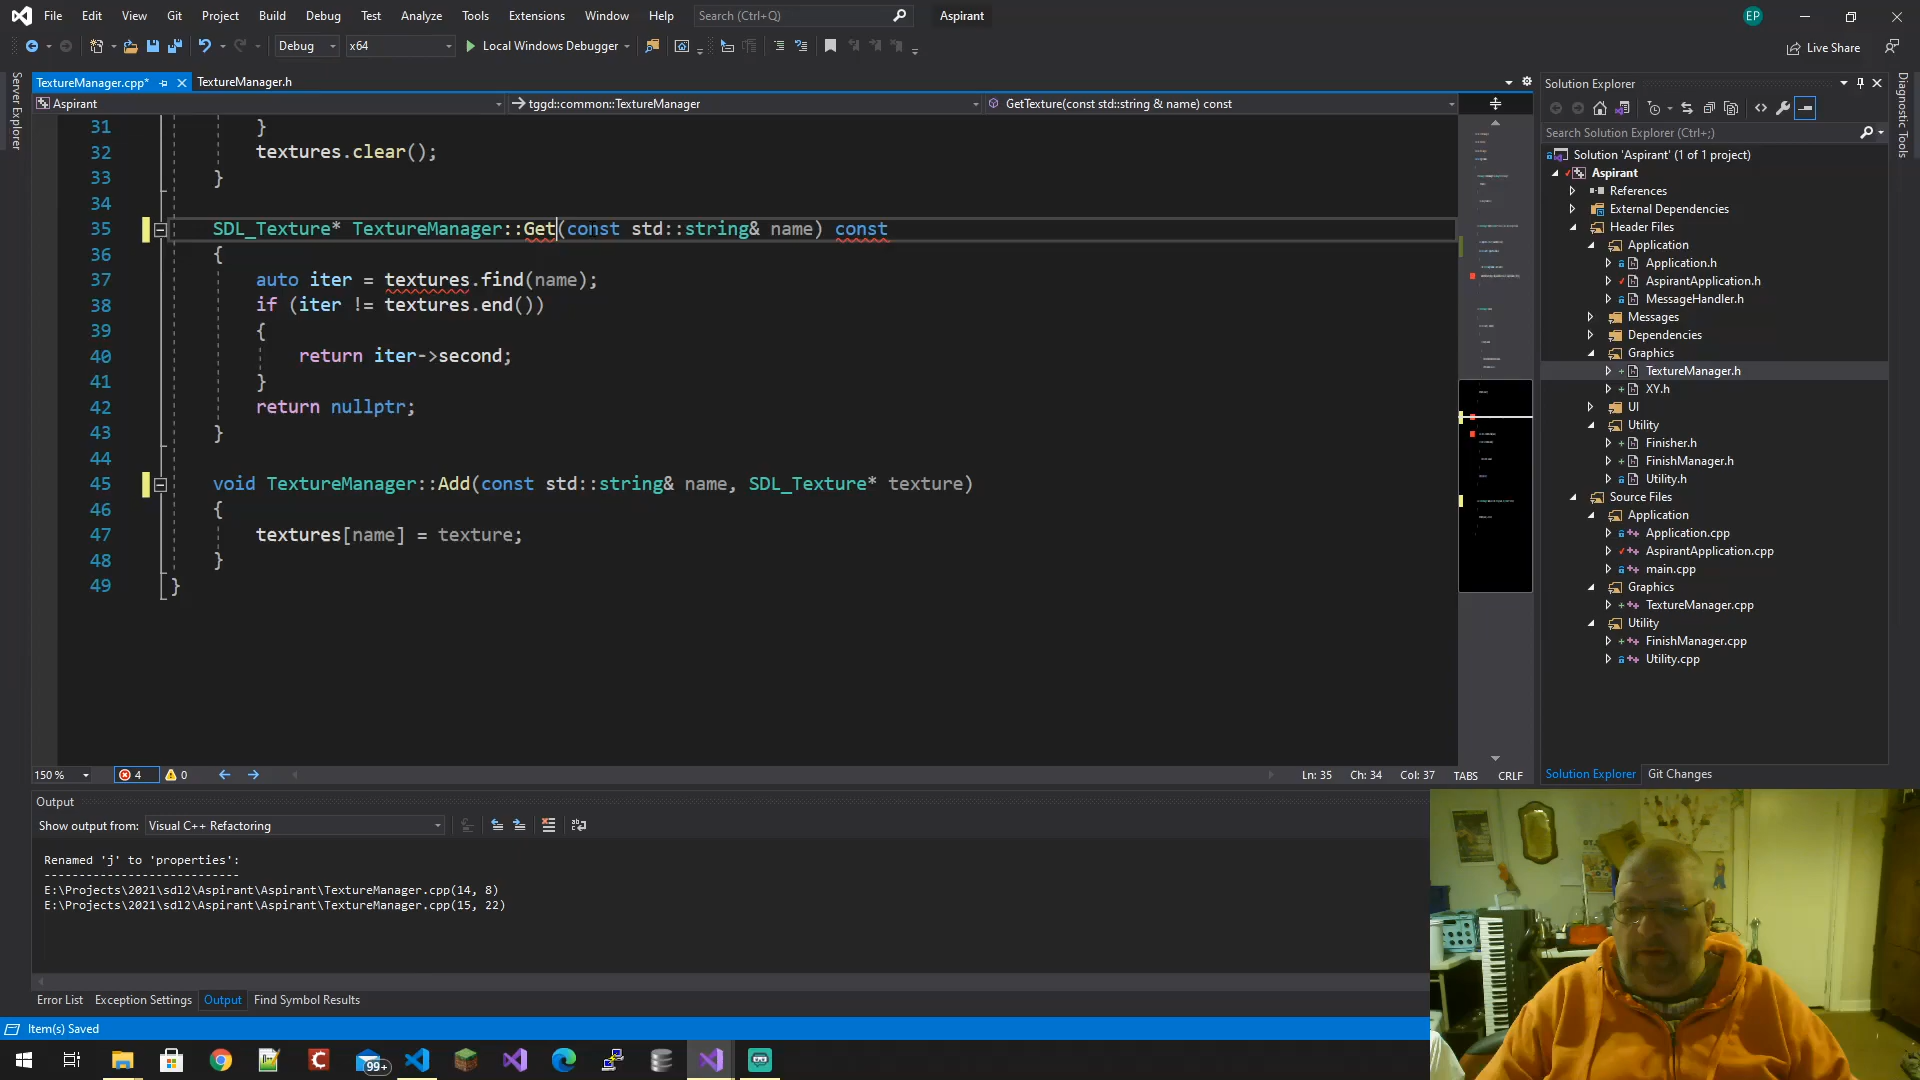 File Edit View Git Project Build Debug Test Analyze Tools Extensions Window Help Search (Ctrl+Q) Aspirant EP
Debug x64 Local Windows Debugger Live Share
TextureManager.cpp* TextureManager.h
Aspirant tggd::common::TextureManager GetTexture(const std::string & name) const
Server Explorer
31 }
32 textures.clear();
33 }
34
35 SDL_Texture* TextureManager::Get(const std::string& name) const
36 {
37 auto iter = textures.find(name);
38 if (iter != textures.end())
39 {
40 return iter->second;
41 }
42 return nullptr;
43 }
44
45 void TextureManager::Add(const std::string& name, SDL_Texture* texture)
46 {
47 textures[name] = texture;
48 }
49 }
150 % 4 0 Ln: 35 Ch: 34 Col: 37 TABS CRLF
Solution Explorer
Search Solution Explorer (Ctrl+;)
Solution 'Aspirant' (1 of 1 project)
Aspirant
References
External Dependencies
Header Files
Application
Application.h
AspirantApplication.h
MessageHandler.h
Messages
Dependencies
Graphics
TextureManager.h
XY.h
UI
Utility
Finisher.h
FinishManager.h
Utility.h
Source Files
Application
Application.cpp
AspirantApplication.cpp
main.cpp
Graphics
TextureManager.cpp
Utility
FinishManager.cpp
Utility.cpp
Solution Explorer Git Changes
Diagnostic Tools
Output
Show output from: Visual C++ Refactoring
Renamed 'j' to 'properties':
---------------------------
E:\Projects\2021\sdl2\Aspirant\Aspirant\TextureManager.cpp(14, 8)
E:\Projects\2021\sdl2\Aspirant\Aspirant\TextureManager.cpp(15, 22)
Error List Exception Settings Output Find Symbol Results
Item(s) Saved
99+